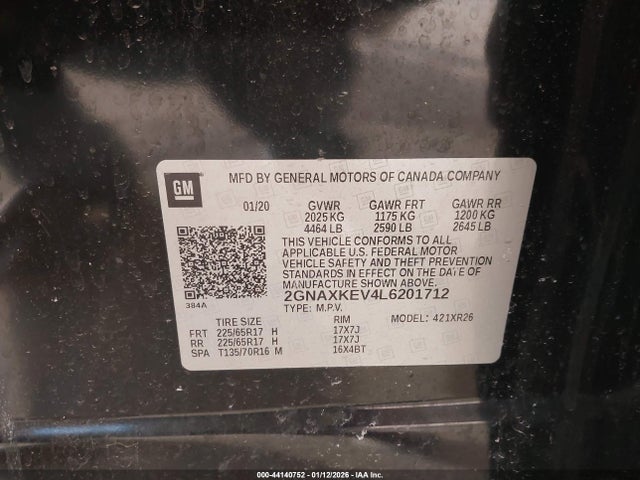 GM
MFD BY GENERAL MOTORS OF CANADA COMPANY
01/20 GVWR GAWR FRT GAWR RR
2025 KG 1175 KG 1200 KG
4464 LB 2590 LB 2645 LB
THIS VEHICLE CONFORMS TO ALL
APPLICABLE U.S. FEDERAL MOTOR
VEHICLE SAFETY AND THEFT PREVENTION
STANDARDS IN EFFECT ON THE DATE OF
MANUFACTURE SHOWN ABOVE.
2GNAXKEV4L6201712
384A
TYPE: M.P.V.
TIRE SIZE RIM MODEL: 421XR26
FRT 225/65R17 H 17X7J
RR 225/65R17 H 17X7J
SPA T135/70R16 M 16X4BT
000-44140752 - 01/12/2026 - IAA Inc.